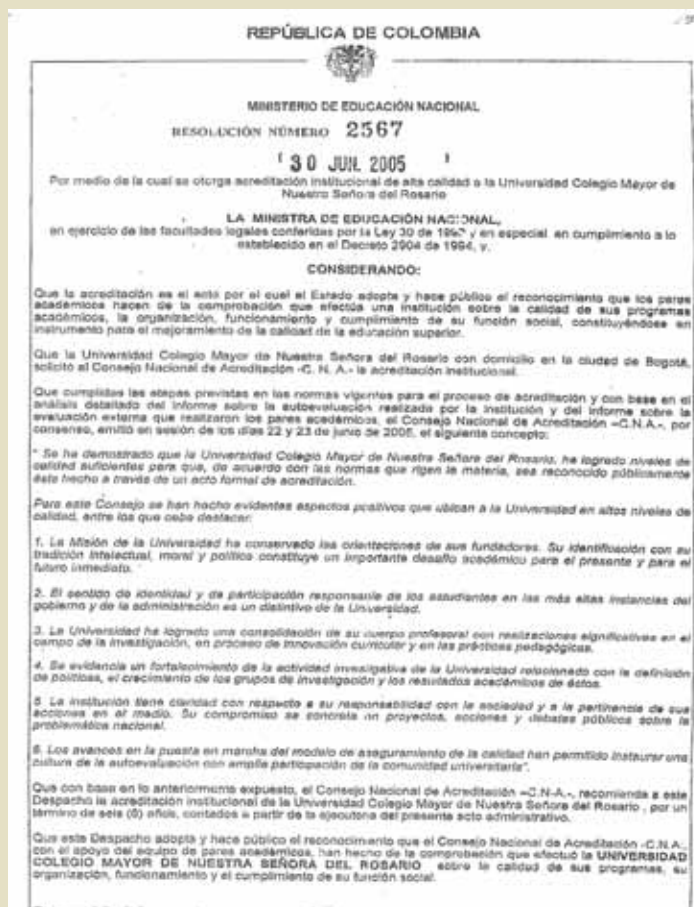 REPÚBLICA DE COLOMBIA
MINISTERIO DE EDUCACIÓN NACIONAL
RESOLUCIÓN NÚMERO 2567
( 30 JUN. 2005 )
Por medio de la cual se otorga acreditación institucional de alta calidad a la Universidad Colegio Mayor de
Nuestra Señora del Rosario
LA MINISTRA DE EDUCACIÓN NACIONAL,
en ejercicio de las facultades legales conferidas por la Ley 30 de 1992 y en especial en cumplimiento a lo
establecido en el Decreto 2904 de 1994, y,
CONSIDERANDO:
Que la acreditación es el acto por el cual el Estado adopta y hace público el reconocimiento que los pares
académicos hacen de la comprobación que efectúa una institución sobre la calidad de sus programas
académicos, la organización, funcionamiento y cumplimiento de su función social, constituyéndose en
instrumento para el mejoramiento de la calidad de la educación superior.
Que la Universidad Colegio Mayor de Nuestra Señora del Rosario con domicilio en la ciudad de Bogotá,
solicitó al Consejo Nacional de Acreditación -C. N. A.- la acreditación institucional.
Que cumplidas las etapas previstas en las normas vigentes para el proceso de acreditación y con base en el
análisis detallado del informe sobre la autoevaluación realizada por la institución y del informe sobre la
evaluación externa que realizaron los pares académicos, el Consejo Nacional de Acreditación –C.N.A.-, por
consenso, emitió en sesión de los días 22 y 23 de junio de 2005, el siguiente concepto:
" Se ha demostrado que la Universidad Colegio Mayor de Nuestra Señora del Rosario, ha logrado niveles de
calidad suficientes para que, de acuerdo con las normas que rigen la materia, sea reconocido públicamente
este hecho a través de un acto formal de acreditación.
Para este Consejo se han hecho evidentes aspectos positivos que ubican a la Universidad en altos niveles de
calidad, entre los que cabe destacar:
1. La Misión de la Universidad ha conservado las orientaciones de sus fundadores. Su identificación con su
tradición intelectual, moral y política constituye un importante desafío académico para el presente y para el
futuro inmediato.
2. El sentido de identidad y de participación responsable de los estudiantes en las más altas instancias del
gobierno y de la administración es un distintivo de la Universidad.
3. La Universidad ha logrado una consolidación de su cuerpo profesoral con realizaciones significativas en el
campo de la investigación, en proceso de innovación curricular y en las prácticas pedagógicas.
4. Se evidencia un fortalecimiento de la actividad investigativa de la Universidad relacionado con la definición
de políticas, el crecimiento de los grupos de investigación y los resultados académicos de éstos.
5. La institución tiene claridad con respecto a su responsabilidad con la sociedad y a la pertinencia de sus
acciones en el medio. Su compromiso se concreta en proyectos, acciones y debates públicos sobre la
problemática nacional.
6. Los avances en la puesta en marcha del modelo de aseguramiento de la calidad han permitido instaurar una
cultura de la autoevaluación con amplia participación de la comunidad universitaria".
Que con base en lo anteriormente expuesto, el Consejo Nacional de Acreditación –C.N.A.-, recomienda a este
Despacho la acreditación institucional de la Universidad Colegio Mayor de Nuestra Señora del Rosario , por un
término de seis (6) años, contados a partir de la ejecutoria del presente acto administrativo.
Que este Despacho adopta y hace público el reconocimiento que el Consejo Nacional de Acreditación -C.N.A.,
con el apoyo del equipo de pares académicos, han hecho de la comprobación que efectuó la UNIVERSIDAD
COLEGIO MAYOR DE NUESTRA SEÑORA DEL ROSARIO sobre la calidad de sus programas, su
organización, funcionamiento y el cumplimiento de su función social.